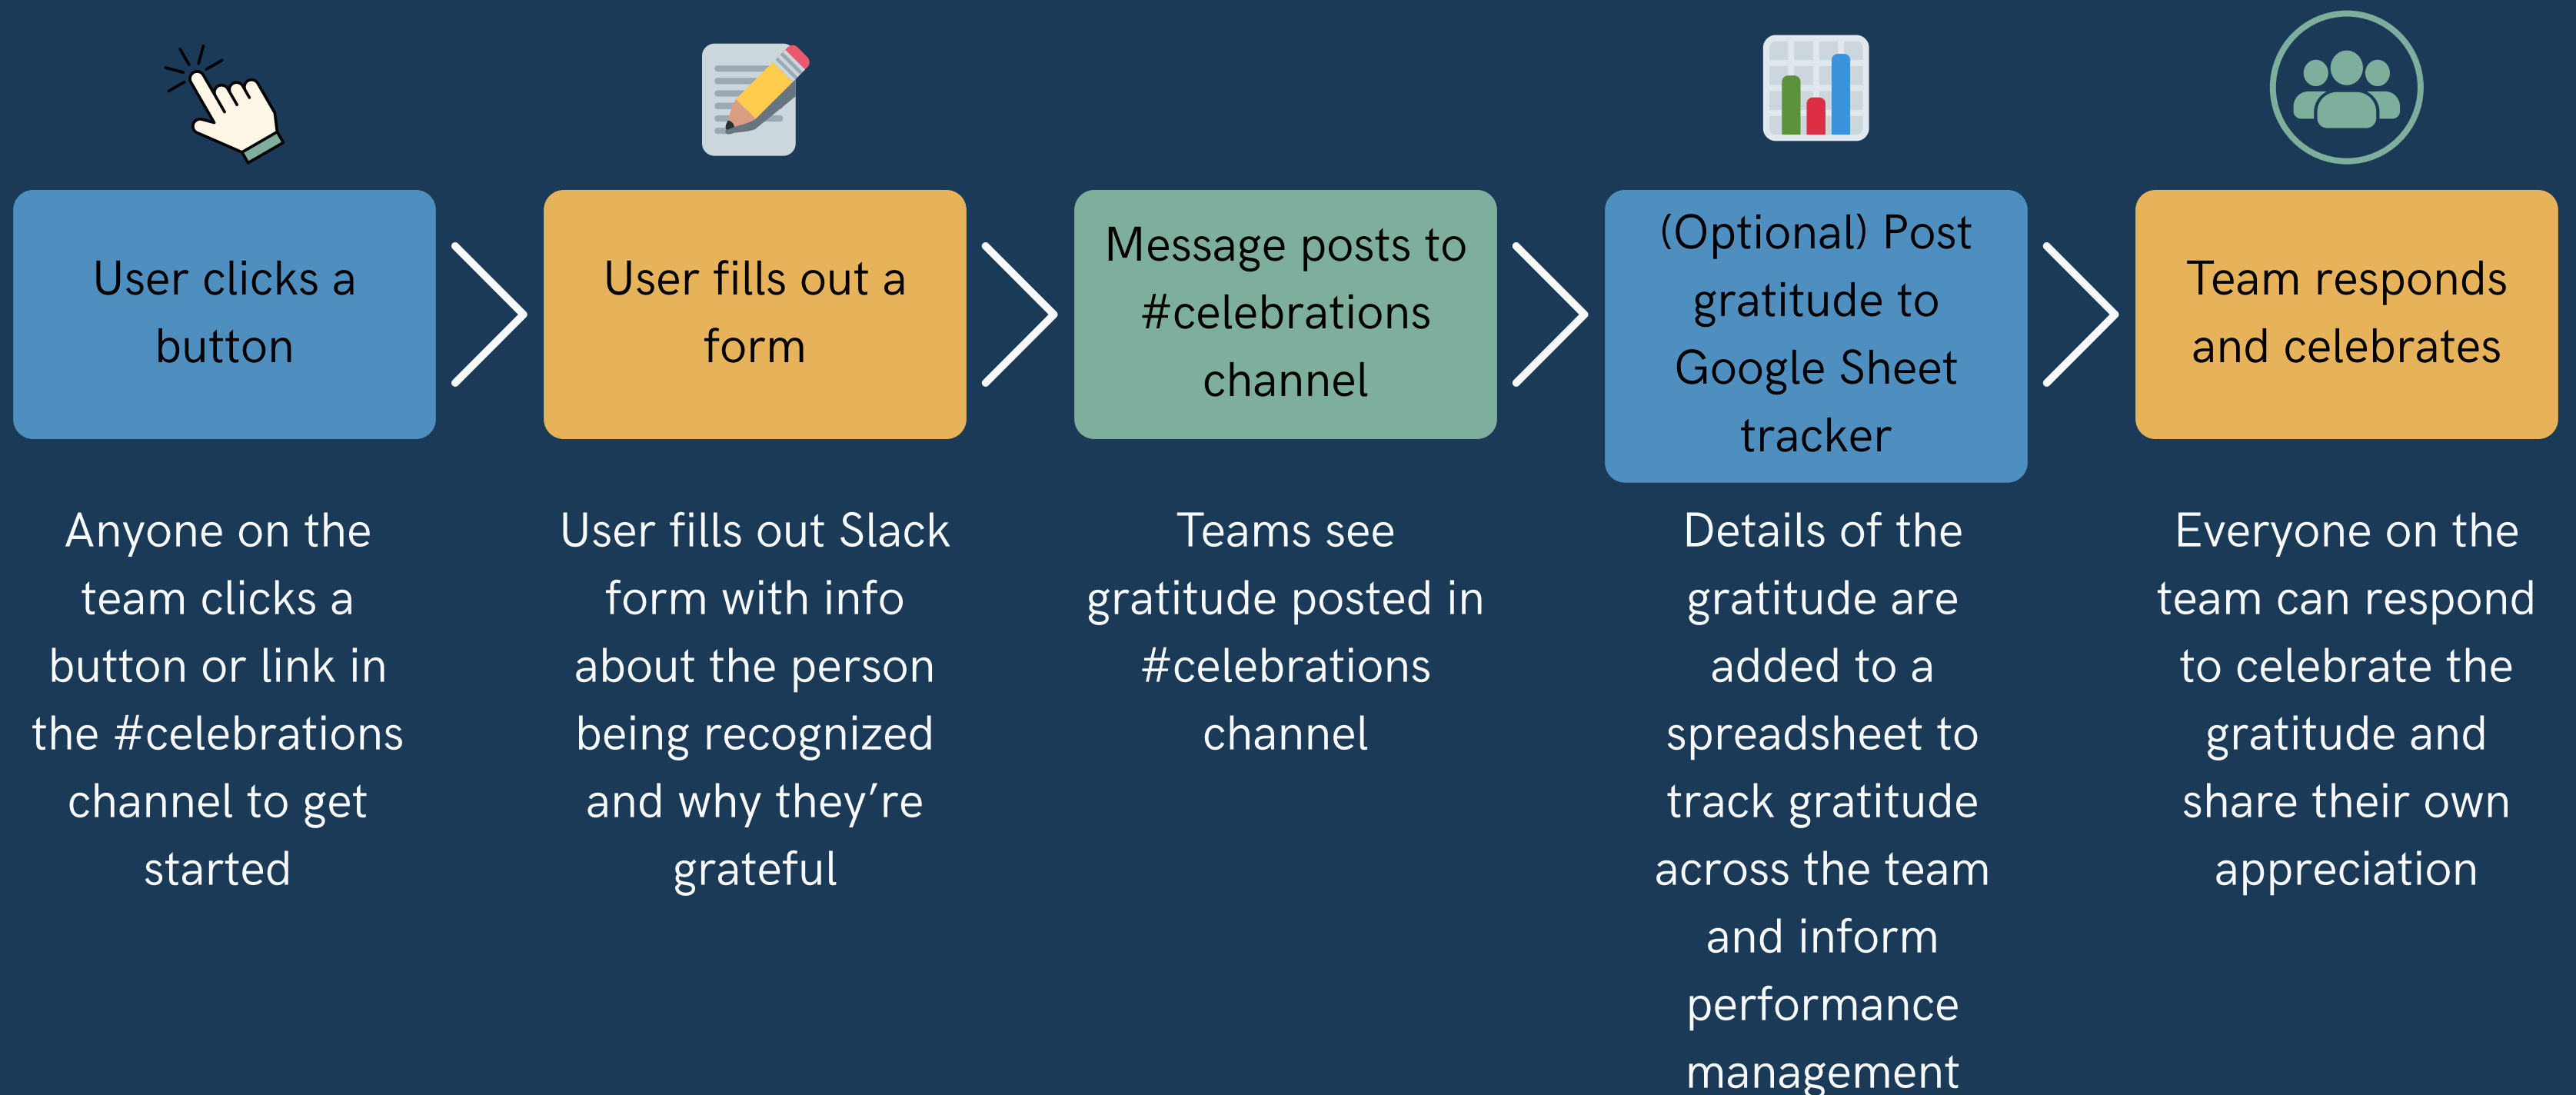 User clicks a
button
User fills out a
form
Message posts to
#celebrations
channel
(Optional) Post
gratitude to
Google Sheet
tracker
Team responds
and celebrates
Anyone on the
team clicks a
button or link in
the #celebrations
channel to get
started
User fills out Slack
form with info
about the person
being recognized
and why they’re
grateful
Teams see
gratitude posted in
#celebrations
channel
Details of the
gratitude are
added to a
spreadsheet to
track gratitude
across the team
and inform
performance
management
Everyone on the
team can respond
to celebrate the
gratitude and
share their own
appreciation